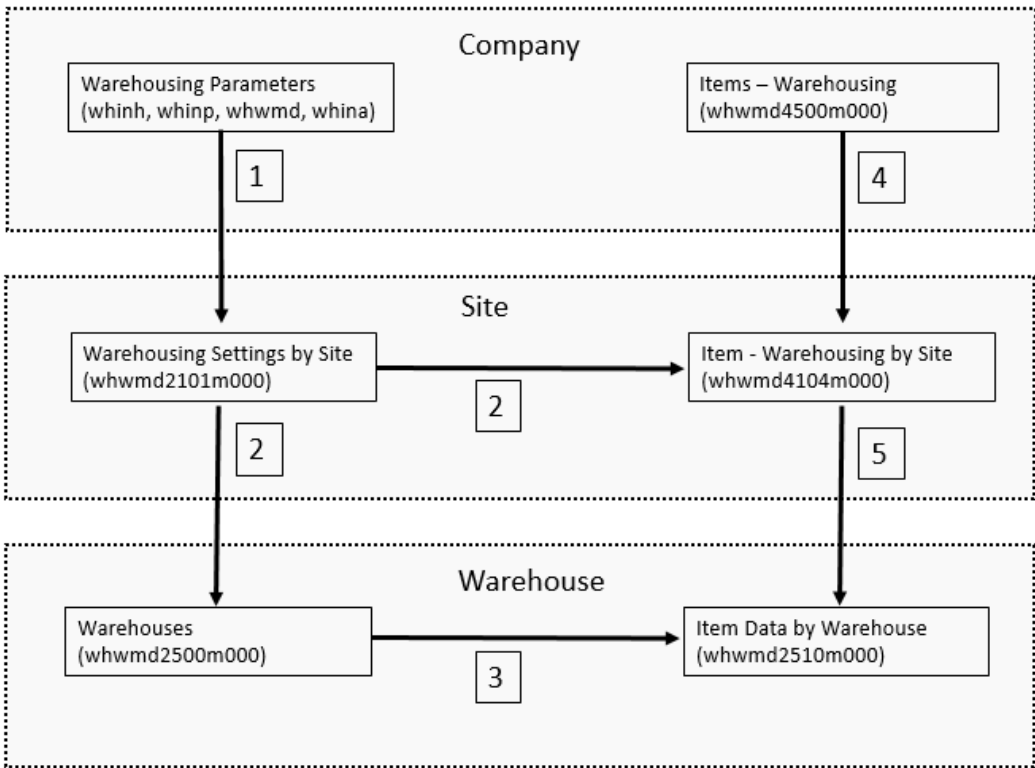 Company
Warehousing Parameters
(whinh, whinp, whwmd, whina)
Items – Warehousing
(whwmd4500m000)
1
4
Site
Warehousing Settings by Site
(whwmd2101m000)
Item - Warehousing by Site
(whwmd4104m000)
2
2
5
Warehouse
Warehouses
(whwmd2500m000)
Item Data by Warehouse
(whwmd2510m000)
3